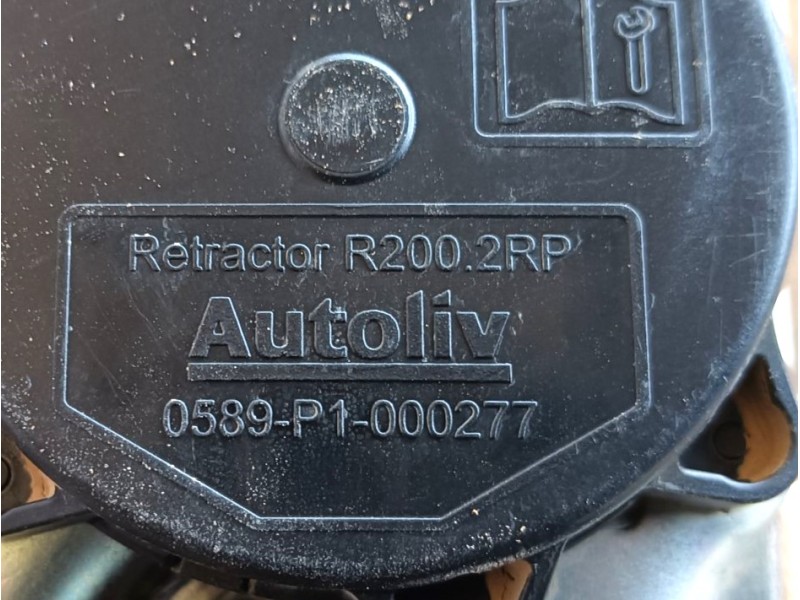 Retractor R200.2RP
Autoliv
0589-P1-000277